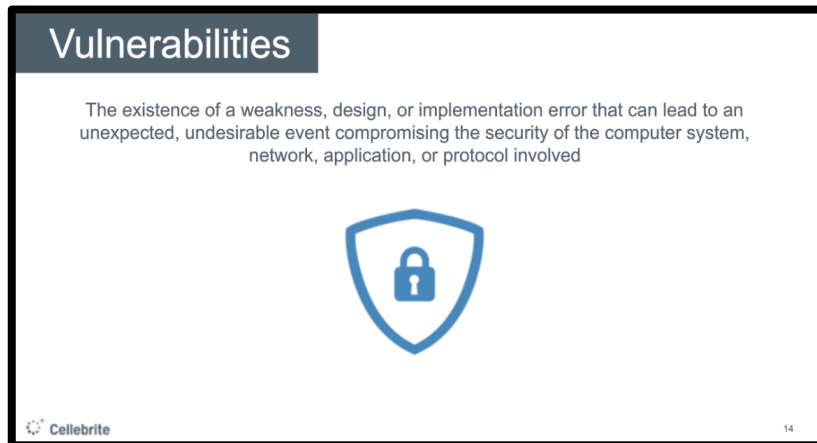 Vulnerabilities
The existence of a weakness, design, or implementation error that can lead to an
unexpected, undesirable event compromising the security of the computer system,
network, application, or protocol involved
Cellebrite
14